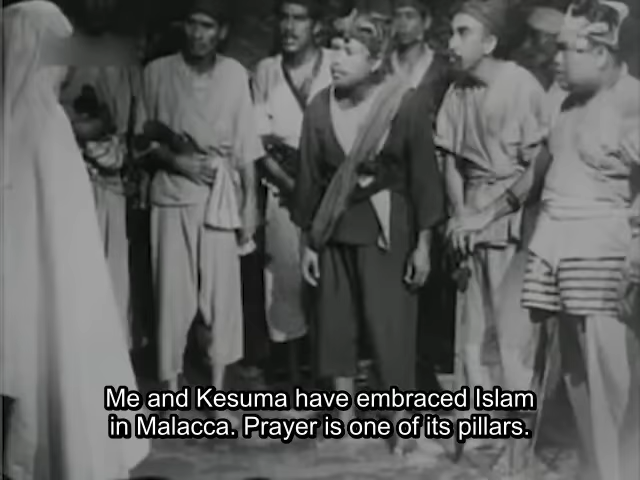 Me and Kesuma have embraced Islam
in Malacca. Prayer is one of its pillars.